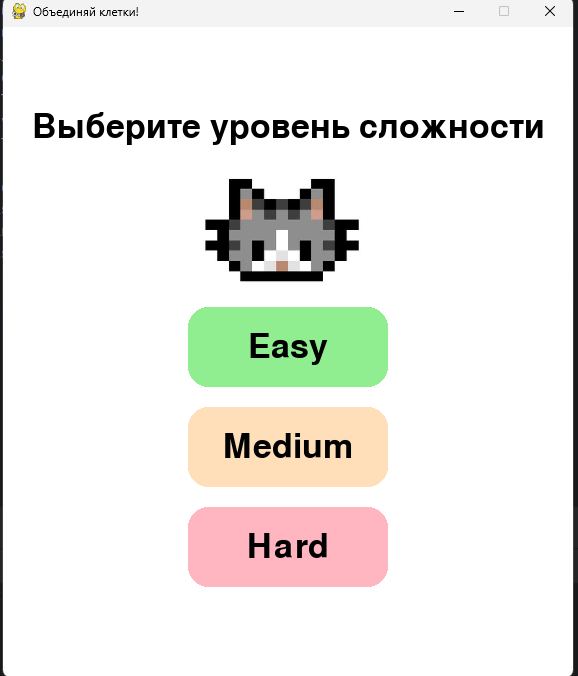 Объединяй клетки!
Выберите уровень сложности
Easy
Medium
Hard